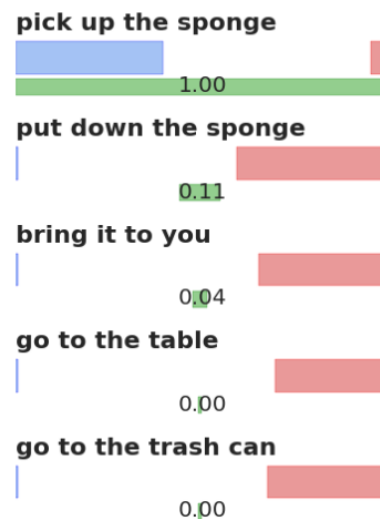 pick up the sponge
1.00
put down the sponge
0.11
bring it to you
0.04
go to the table
0.00
go to the trash can
0.00